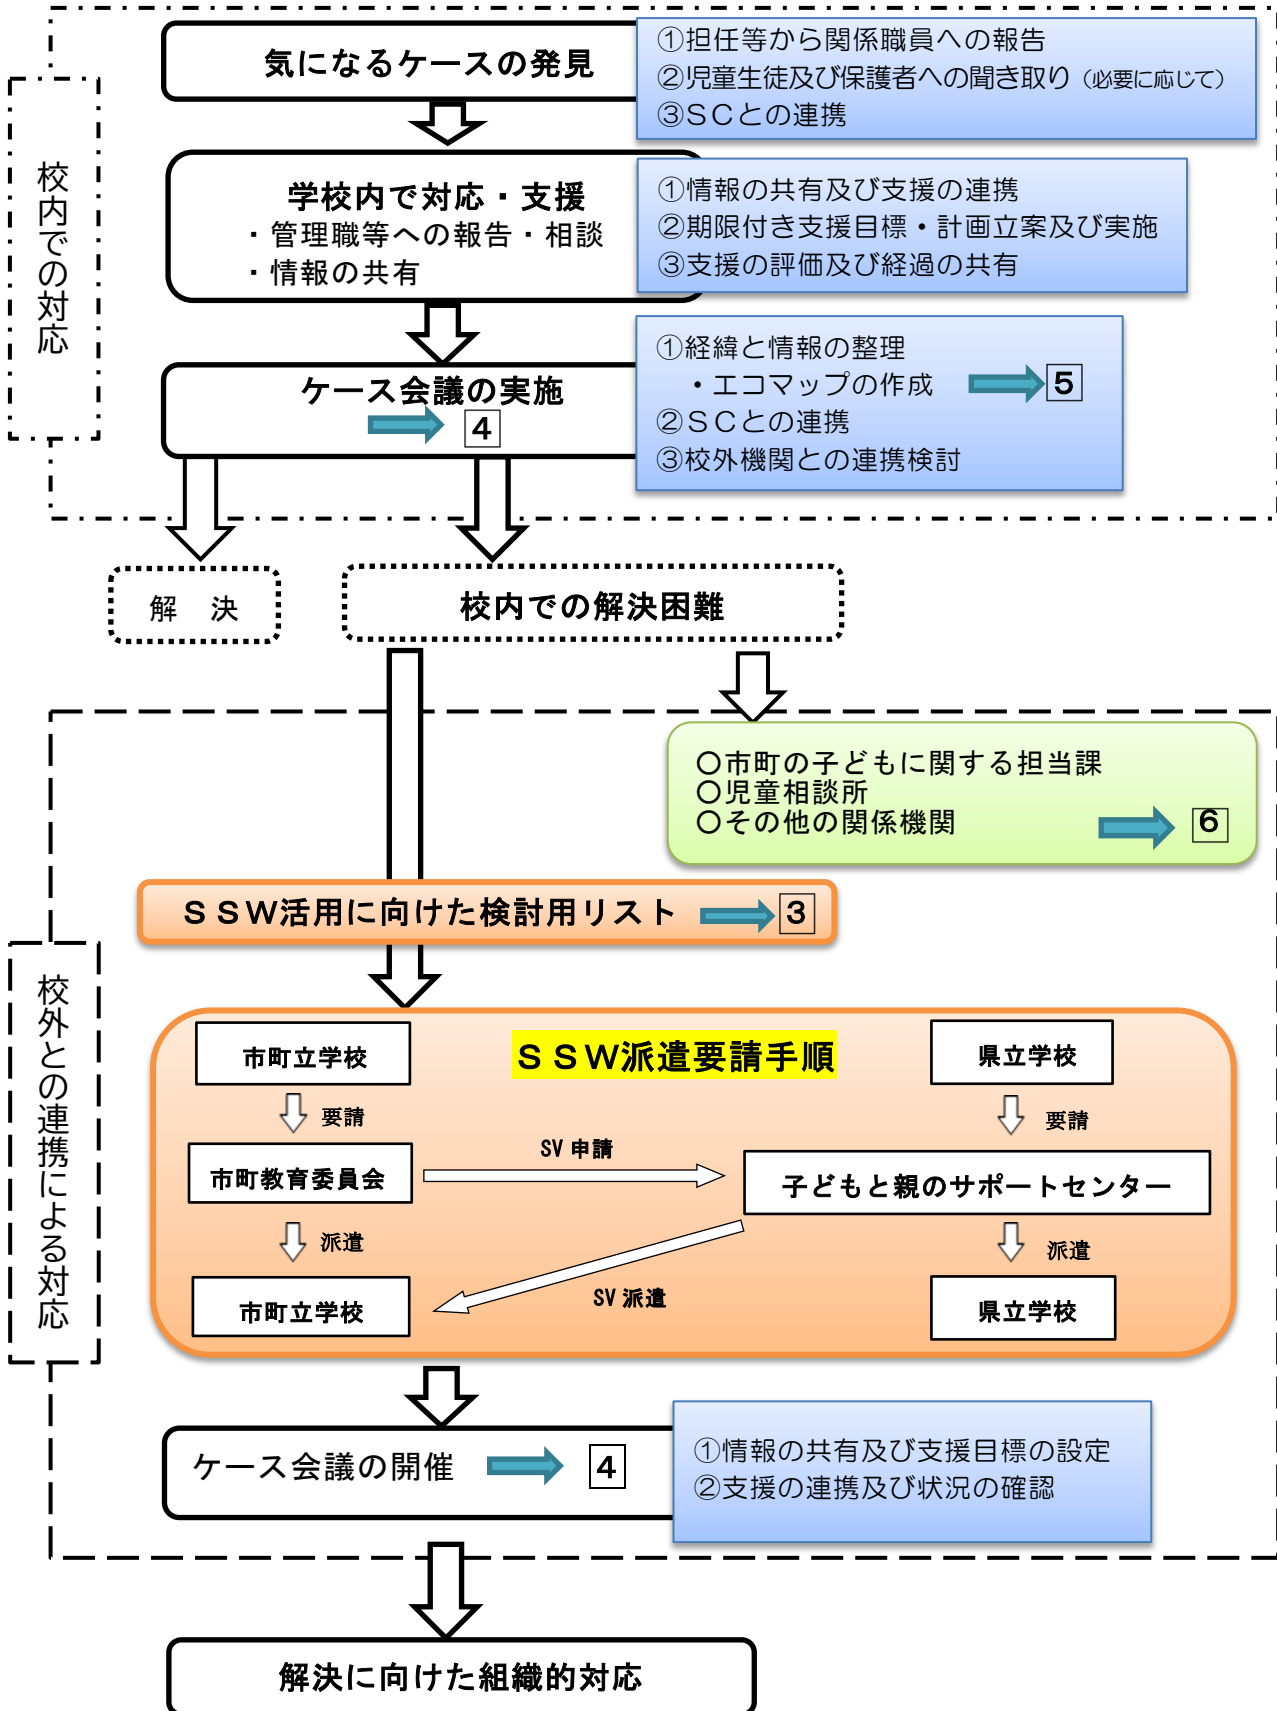 校内での対応
気になるケースの発見
①担任等から関係職員への報告
②児童生徒及び保護者への聞き取り（必要に応じて）
③ＳＣとの連携
学校内で対応・支援
・管理職等への報告・相談
・情報の共有
①情報の共有及び支援の連携
②期限付き支援目標・計画立案及び実施
③支援の評価及び経過の共有
ケース会議の実施
４
①経緯と情報の整理
・エコマップの作成 ５
②ＳＣとの連携
③校外機関との連携検討
解　決
校内での解決困難
校外との連携による対応
○市町の子どもに関する担当課
○児童相談所
○その他の関係機関 ６
ＳＳＷ活用に向けた検討用リスト ３
ＳＳＷ派遣要請手順
市町立学校
要請
市町教育委員会
派遣
市町立学校
SV 申請
SV 派遣
県立学校
要請
子どもと親のサポートセンター
派遣
県立学校
ケース会議の開催 ４
①情報の共有及び支援目標の設定
②支援の連携及び状況の確認
解決に向けた組織的対応